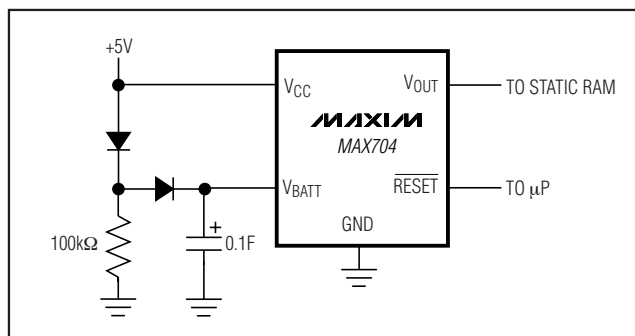 +5V
VCC
VOUT
TO STATIC RAM
MAXIM
MAX704
VBATT
RESET
TO µP
GND
100kΩ
+
0.1F